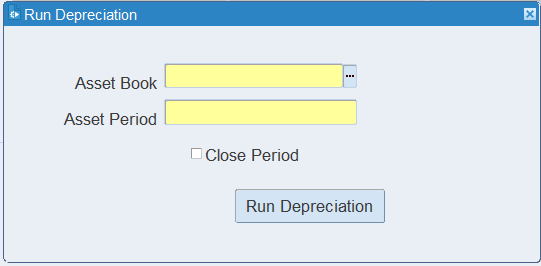 Run Depreciation
Asset Book
Asset Period
Close Period
Run Depreciation